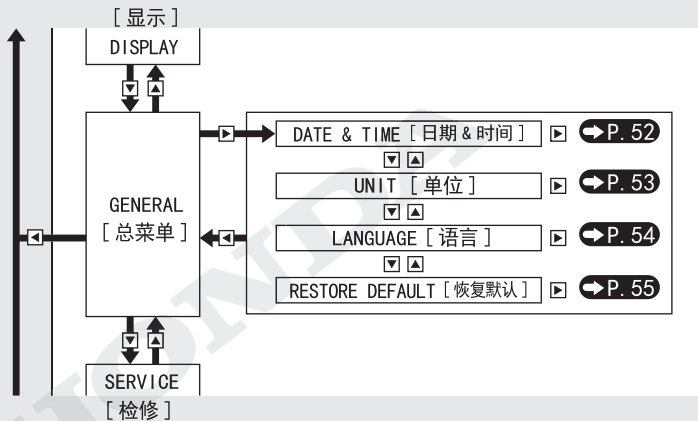 [显示]
DISPLAY
GENERAL
[总菜单]
DATE & TIME [日期 & 时间]
P. 52
UNIT [单位]
P. 53
LANGUAGE [语言]
P. 54
RESTORE DEFAULT [恢复默认]
P. 55
SERVICE
[检修]
HONDA